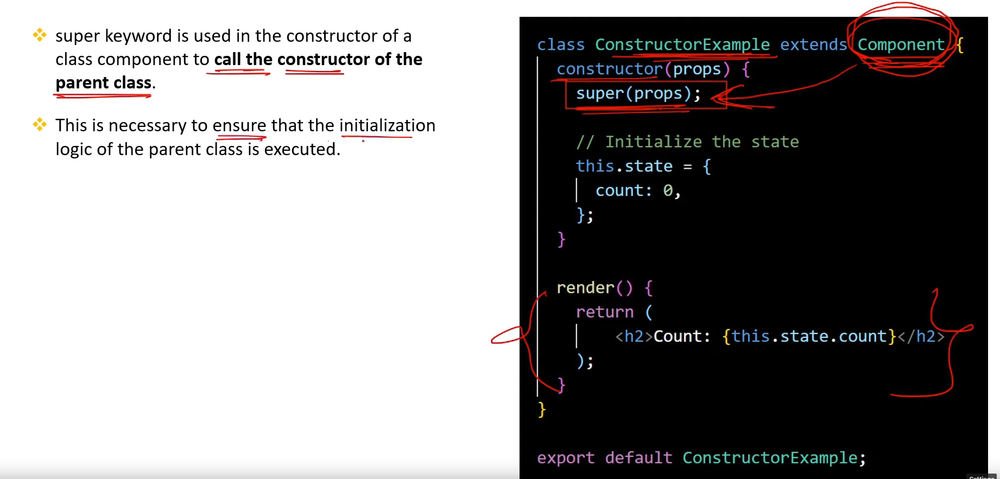 super keyword is used in the constructor of a
class component to call the constructor of the
parent class.
This is necessary to ensure that the initialization
logic of the parent class is executed.
class ConstructorExample extends Component {
constructor(props) {
super(props);
// Initialize the state
this.state = {
count: 0,
};
}
render() {
return (
<h2>Count: {this.state.count}</h2>
);
}
}
export default ConstructorExample;
Settings